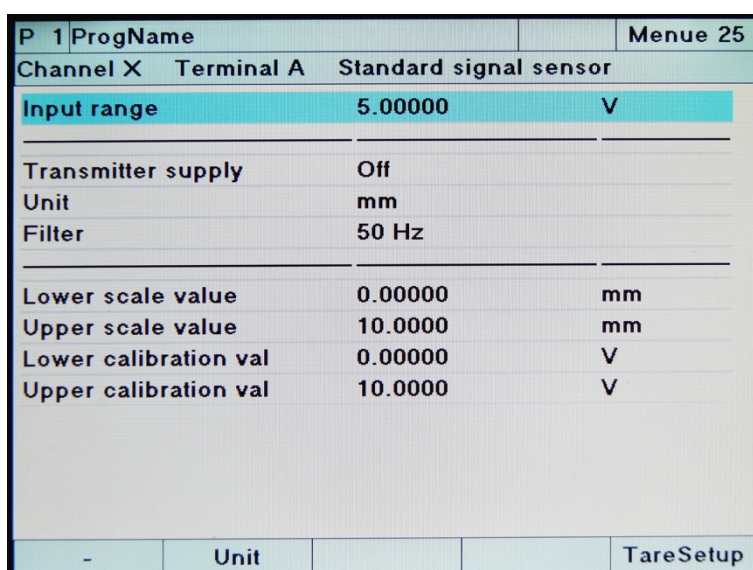 P 1 ProgName Menue 25
Channel X Terminal A Standard signal sensor
Input range 5.00000 V
Transmitter supply Off
Unit mm
Filter 50 Hz
Lower scale value 0.00000 mm
Upper scale value 10.0000 mm
Lower calibration val 0.00000 V
Upper calibration val 10.0000 V
- Unit TareSetup